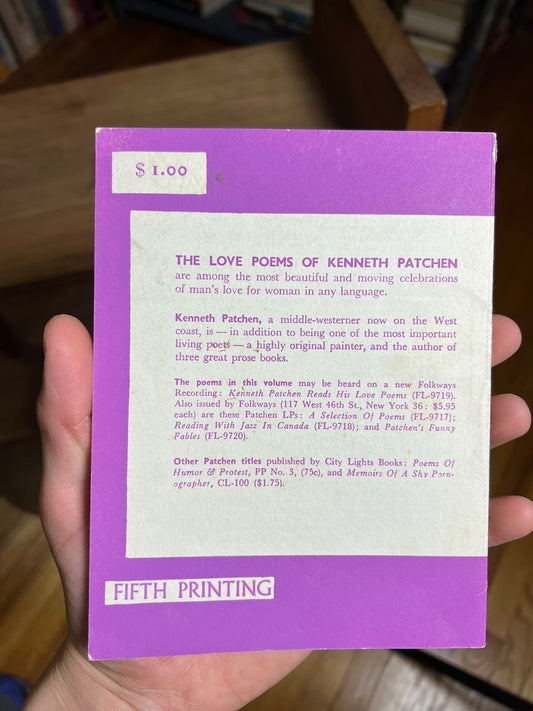 $ 1.00
THE LOVE POEMS OF KENNETH PATCHEN
are among the most beautiful and moving celebrations
of man's love for woman in any language.
Kenneth Patchen, a middle-westerner now on the West
coast, is — in addition to being one of the most important
living poets — a highly original painter, and the author of
three great prose books.
The poems in this volume may be heard on a new Folkways
Recording: Kenneth Patchen Reads His Love Poems (FL-9719).
Also issued by Folkways (117 West 46th St., New York 36: $5.95
each) are these Patchen LPs: A Selection Of Poems (FL-9717);
Reading With Jazz In Canada (FL-9718); and Patchen's Funny
Fables (FL-9720).
Other Patchen titles published by City Lights Books: Poems Of
Humor & Protest, PP No. 3, (75c), and Memoirs Of A Shy Porn-
ographer, CL-100 ($1.75).
FIFTH PRINTING